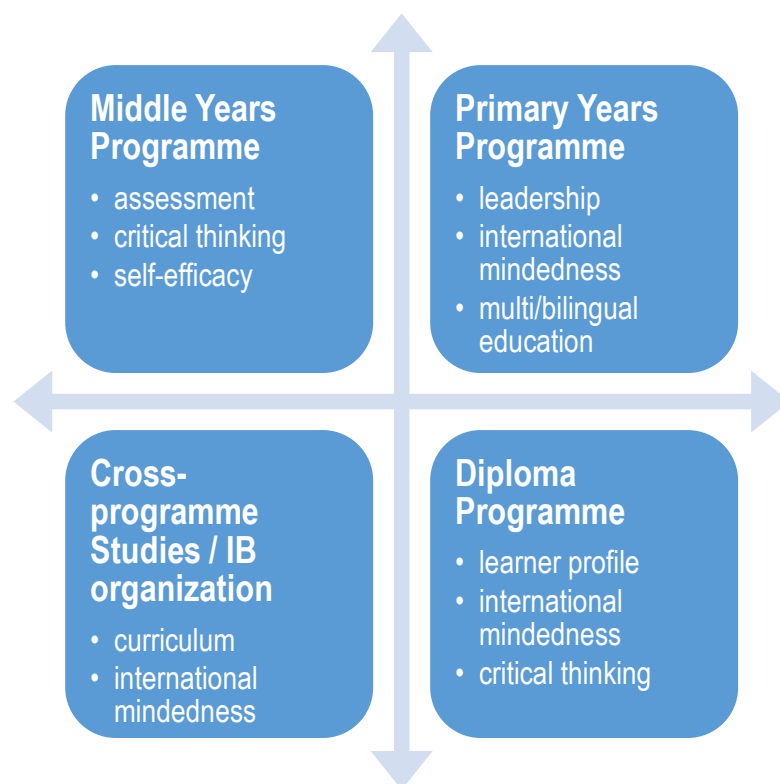 Middle Years
Programme
• assessment
• critical thinking
• self-efficacy
Primary Years
Programme
• leadership
• international
mindedness
• multi/bilingual
education
Cross-
programme
Studies / IB
organization
• curriculum
• international
mindedness
Diploma
Programme
• learner profile
• international
mindedness
• critical thinking